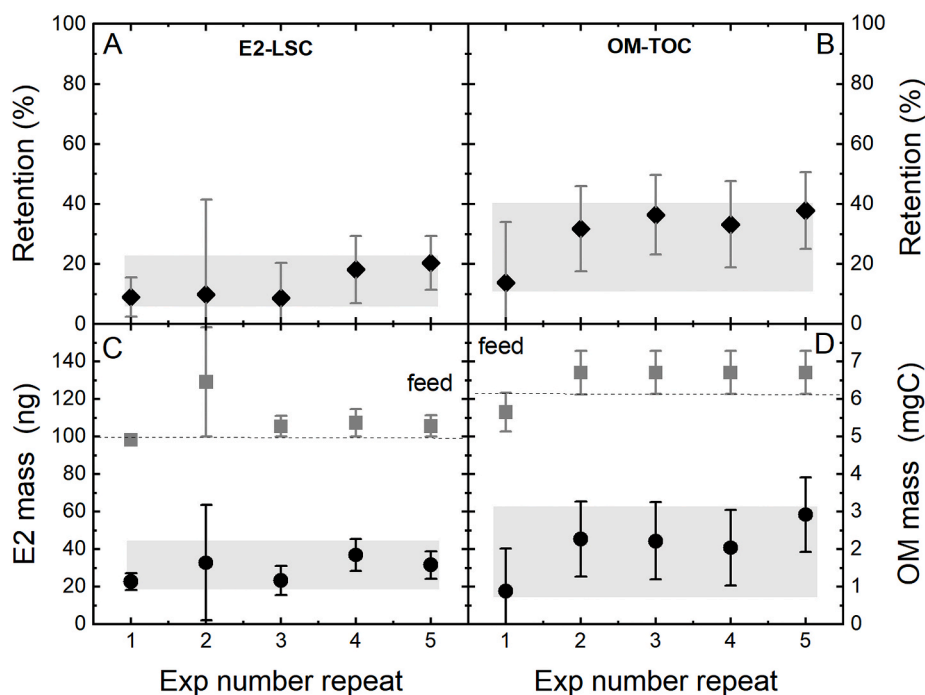 A
E2-LSC
100
80
60
40
20
0
Retention (%)
B
OM-TOC
100
80
60
40
20
0
Retention (%)
C
feed
140
120
100
80
60
40
20
0
E2 mass (ng)
1 2 3 4 5
Exp number repeat
D
feed
7
6
5
4
3
2
1
0
OM mass (mgC)
1 2 3 4 5
Exp number repeat